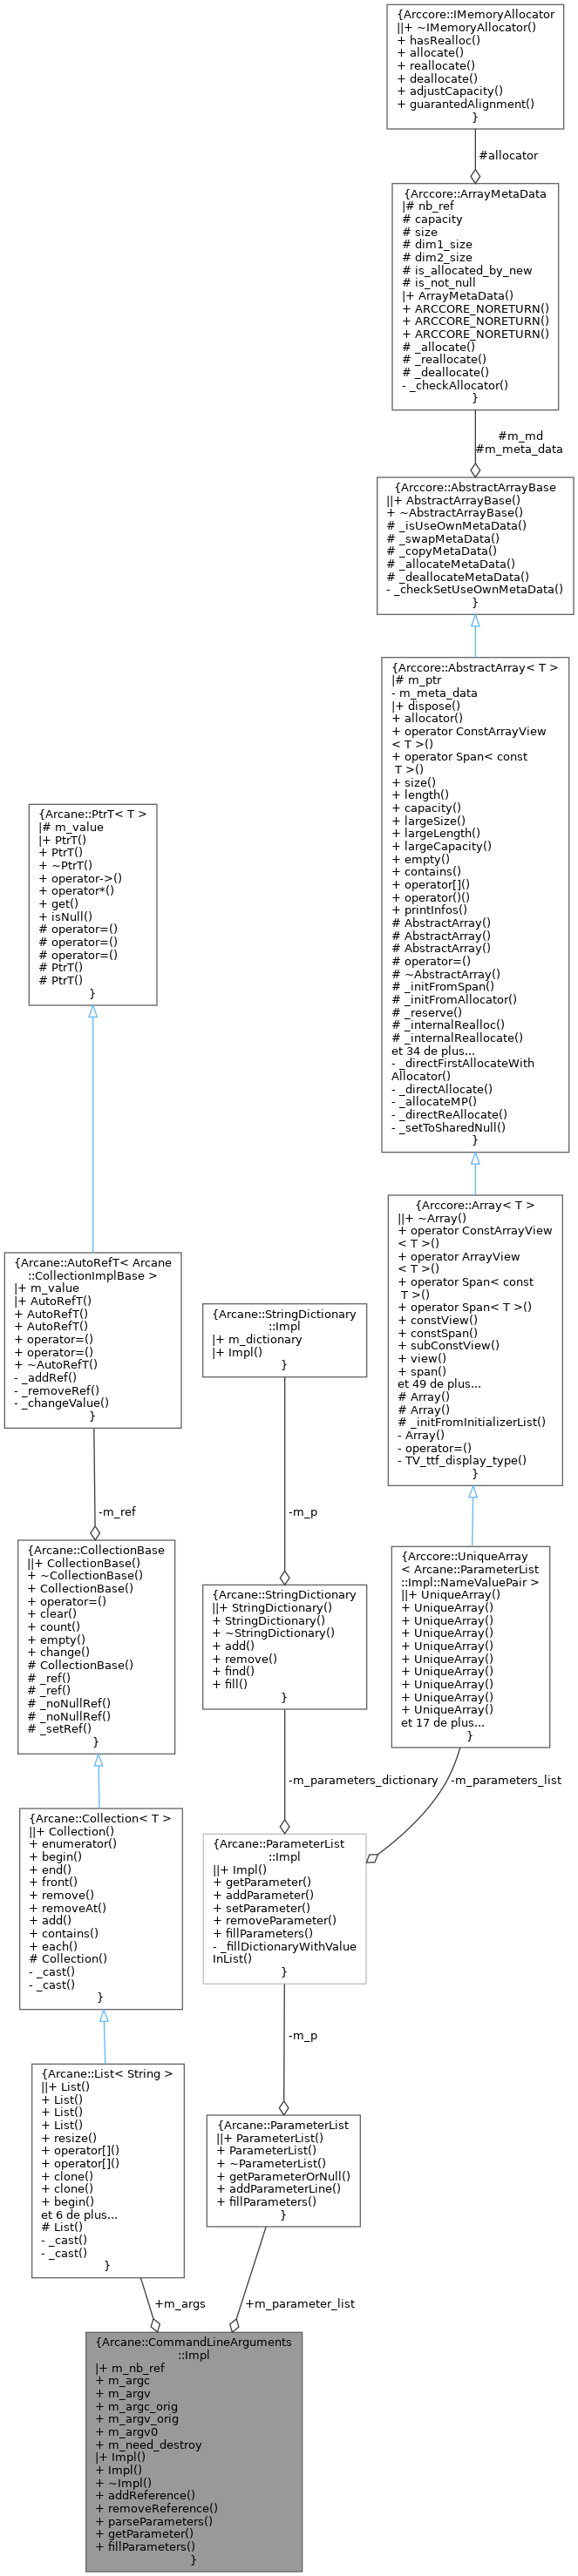 {Arccore::IMemoryAllocator
||+ ~IMemoryAllocator()
+ hasRealloc()
+ allocate()
+ reallocate()
+ deallocate()
+ adjustCapacity()
+ guarantedAlignment()
}
#allocator
{Arccore::ArrayMetaData
|# nb_ref
# capacity
# size
# dim1_size
# dim2_size
# is_allocated_by_new
# is_not_null
|+ ArrayMetaData()
+ ARCCORE_NORETURN()
+ ARCCORE_NORETURN()
+ ARCCORE_NORETURN()
# _allocate()
# _reallocate()
# _deallocate()
- _checkAllocator()
}
#m_md
#m_meta_data
{Arccore::AbstractArrayBase
||+ AbstractArrayBase()
+ ~AbstractArrayBase()
# _isUseOwnMetaData()
# _swapMetaData()
# _copyMetaData()
# _allocateMetaData()
# _deallocateMetaData()
- _checkSetUseOwnMetaData()
}
{Arccore::AbstractArray< T >
|# m_ptr
- m_meta_data
|+ dispose()
+ allocator()
+ operator ConstArrayView
< T >()
+ operator Span< const
T >()
+ size()
+ length()
+ capacity()
+ largeSize()
+ largeLength()
+ largeCapacity()
+ empty()
+ contains()
+ operator[]()
+ operator()()
+ printInfos()
# AbstractArray()
# AbstractArray()
# AbstractArray()
# operator=()
# ~AbstractArray()
# _initFromSpan()
# _initFromAllocator()
# _reserve()
# _internalRealloc()
# _internalReallocate()
et 34 de plus...
- _directFirstAllocateWith
Allocator()
- _directAllocate()
- _allocateMP()
- _directReAllocate()
- _setToSharedNull()
}
{Arcane::PtrT< T >
|# m_value
|+ PtrT()
+ PtrT()
+ ~PtrT()
+ operator->()
+ operator*()
+ get()
+ isNull()
# operator=()
# operator=()
# operator=()
# PtrT()
# PtrT()
}
{Arccore::Array< T >
||+ ~Array()
+ operator ConstArrayView
< T >()
+ operator ArrayView
< T >()
+ operator Span< const
T >()
+ operator Span< T >()
+ constView()
+ constSpan()
+ subConstView()
+ view()
+ span()
et 49 de plus...
# Array()
# Array()
# _initFromInitializerList()
- Array()
- operator=()
- TV_ttf_display_type()
}
{Arcane::AutoRefT< Arcane
::CollectionImplBase >
|+ m_value
|+ AutoRefT()
+ AutoRefT()
+ AutoRefT()
+ operator=()
+ operator=()
+ ~AutoRefT()
- _addRef()
- _removeRef()
- _changeValue()
}
{Arcane::StringDictionary
::Impl
|+ m_dictionary
|+ Impl()
}
-m_ref
-m_p
{Arcane::CollectionBase
||+ CollectionBase()
+ ~CollectionBase()
+ CollectionBase()
+ operator=()
+ clear()
+ count()
+ empty()
+ change()
# CollectionBase()
# _ref()
# _ref()
# _noNullRef()
# _noNullRef()
# _setRef()
}
{Arcane::StringDictionary
||+ StringDictionary()
+ StringDictionary()
+ ~StringDictionary()
+ add()
+ remove()
+ find()
+ fill()
}
{Arccore::UniqueArray
< Arcane::ParameterList
::Impl::NameValuePair >
||+ UniqueArray()
+ UniqueArray()
+ UniqueArray()
+ UniqueArray()
+ UniqueArray()
+ UniqueArray()
+ UniqueArray()
+ UniqueArray()
+ UniqueArray()
+ UniqueArray()
et 17 de plus...
}
-m_parameters_dictionary
-m_parameters_list
{Arcane::Collection< T >
||+ Collection()
+ enumerator()
+ begin()
+ end()
+ front()
+ remove()
+ removeAt()
+ add()
+ contains()
+ each()
# Collection()
- _cast()
- _cast()
}
{Arcane::ParameterList
::Impl
||+ Impl()
+ getParameter()
+ addParameter()
+ setParameter()
+ removeParameter()
+ fillParameters()
- _fillDictionaryWithValue
InList()
}
-m_p
{Arcane::List< String >
||+ List()
+ List()
+ List()
+ List()
+ resize()
+ operator[]()
+ operator[]()
+ clone()
+ clone()
+ begin()
et 6 de plus...
# List()
- _cast()
- _cast()
}
{Arcane::ParameterList
||+ ParameterList()
+ ParameterList()
+ ~ParameterList()
+ getParameterOrNull()
+ addParameterLine()
+ fillParameters()
}
+m_args
+m_parameter_list
{Arcane::CommandLineArguments
::Impl
|+ m_nb_ref
+ m_argc
+ m_argv
+ m_argc_orig
+ m_argv_orig
+ m_argv0
+ m_need_destroy
|+ Impl()
+ Impl()
+ ~Impl()
+ addReference()
+ removeReference()
+ parseParameters()
+ getParameter()
+ fillParameters()
}